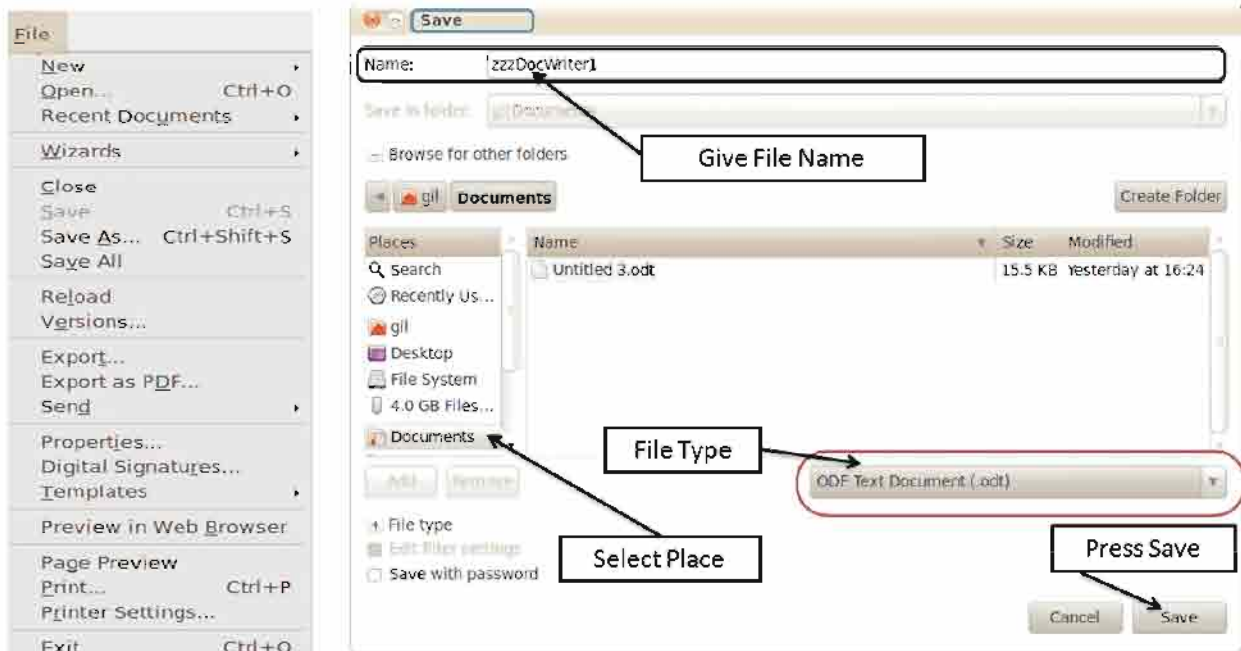 File
New
Open... Ctrl+O
Recent Documents
Wizards
Close
Save Ctrl+S
Save As... Ctrl+Shift+S
Save All
Reload
Versions...
Export...
Export as PDF...
Send
Properties...
Digital Signatures...
Templates
Preview in Web Browser
Page Preview
Print... Ctrl+P
Printer Settings...
Exit Ctrl+Q
Save
Name: zzzDocWriter1
Save in folder: Documents
Give File Name
Browse for other folders
gil Documents Create Folder
Places Name Size Modified
Search Untitled 3.odt 15.5 KB Yesterday at 16:24
Recently Us...
gil
Desktop
File System
4.0 GB Files...
Documents
File Type
Add Remove ODF Text Document (.odt)
File type
Edit filter settings
Save with password
Select Place
Press Save
Cancel Save